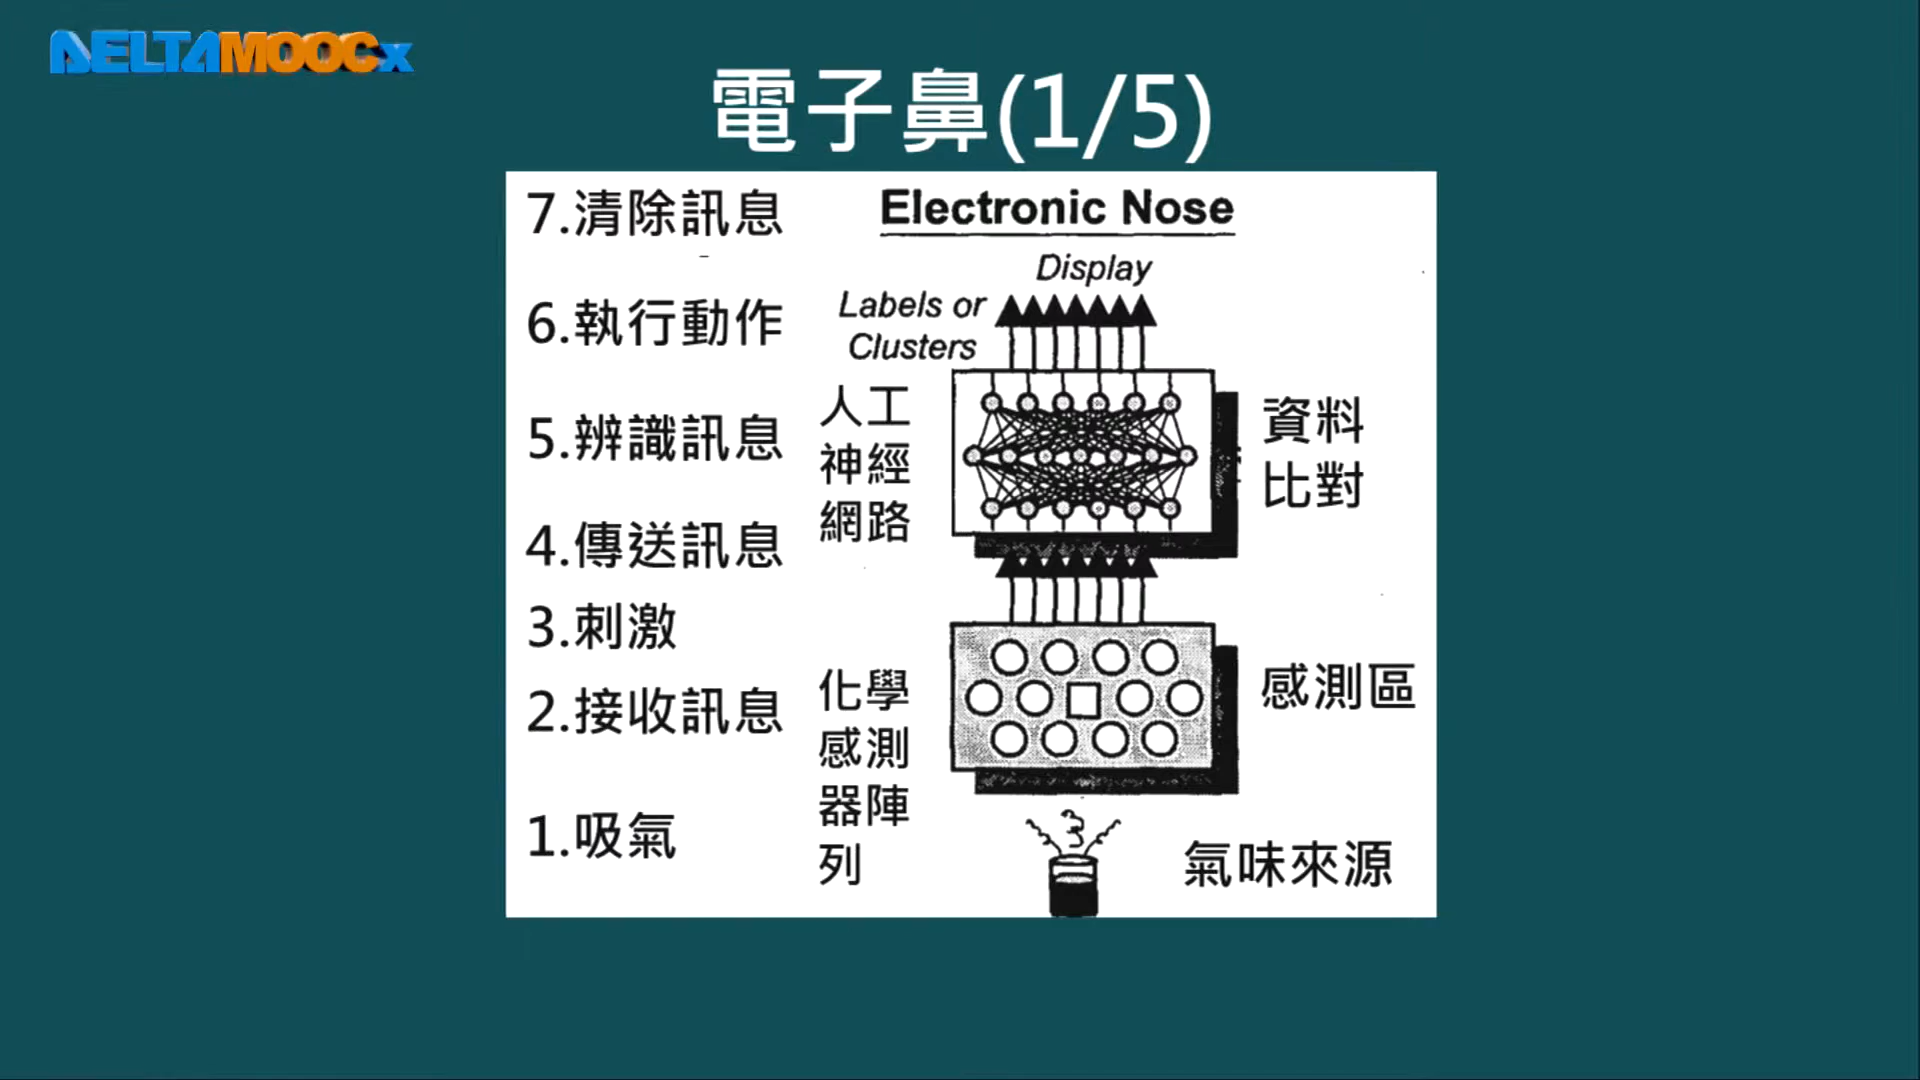 DELTAMOOCx
電子鼻(1/5)
7.清除訊息
6.執行動作
5.辨識訊息
4.傳送訊息
3.刺激
2.接收訊息
1.吸氣
Electronic Nose
Display
Labels or
Clusters
人工
神經
網路
資料
比對
化學
感測
器陣
列
感測區
氣味來源